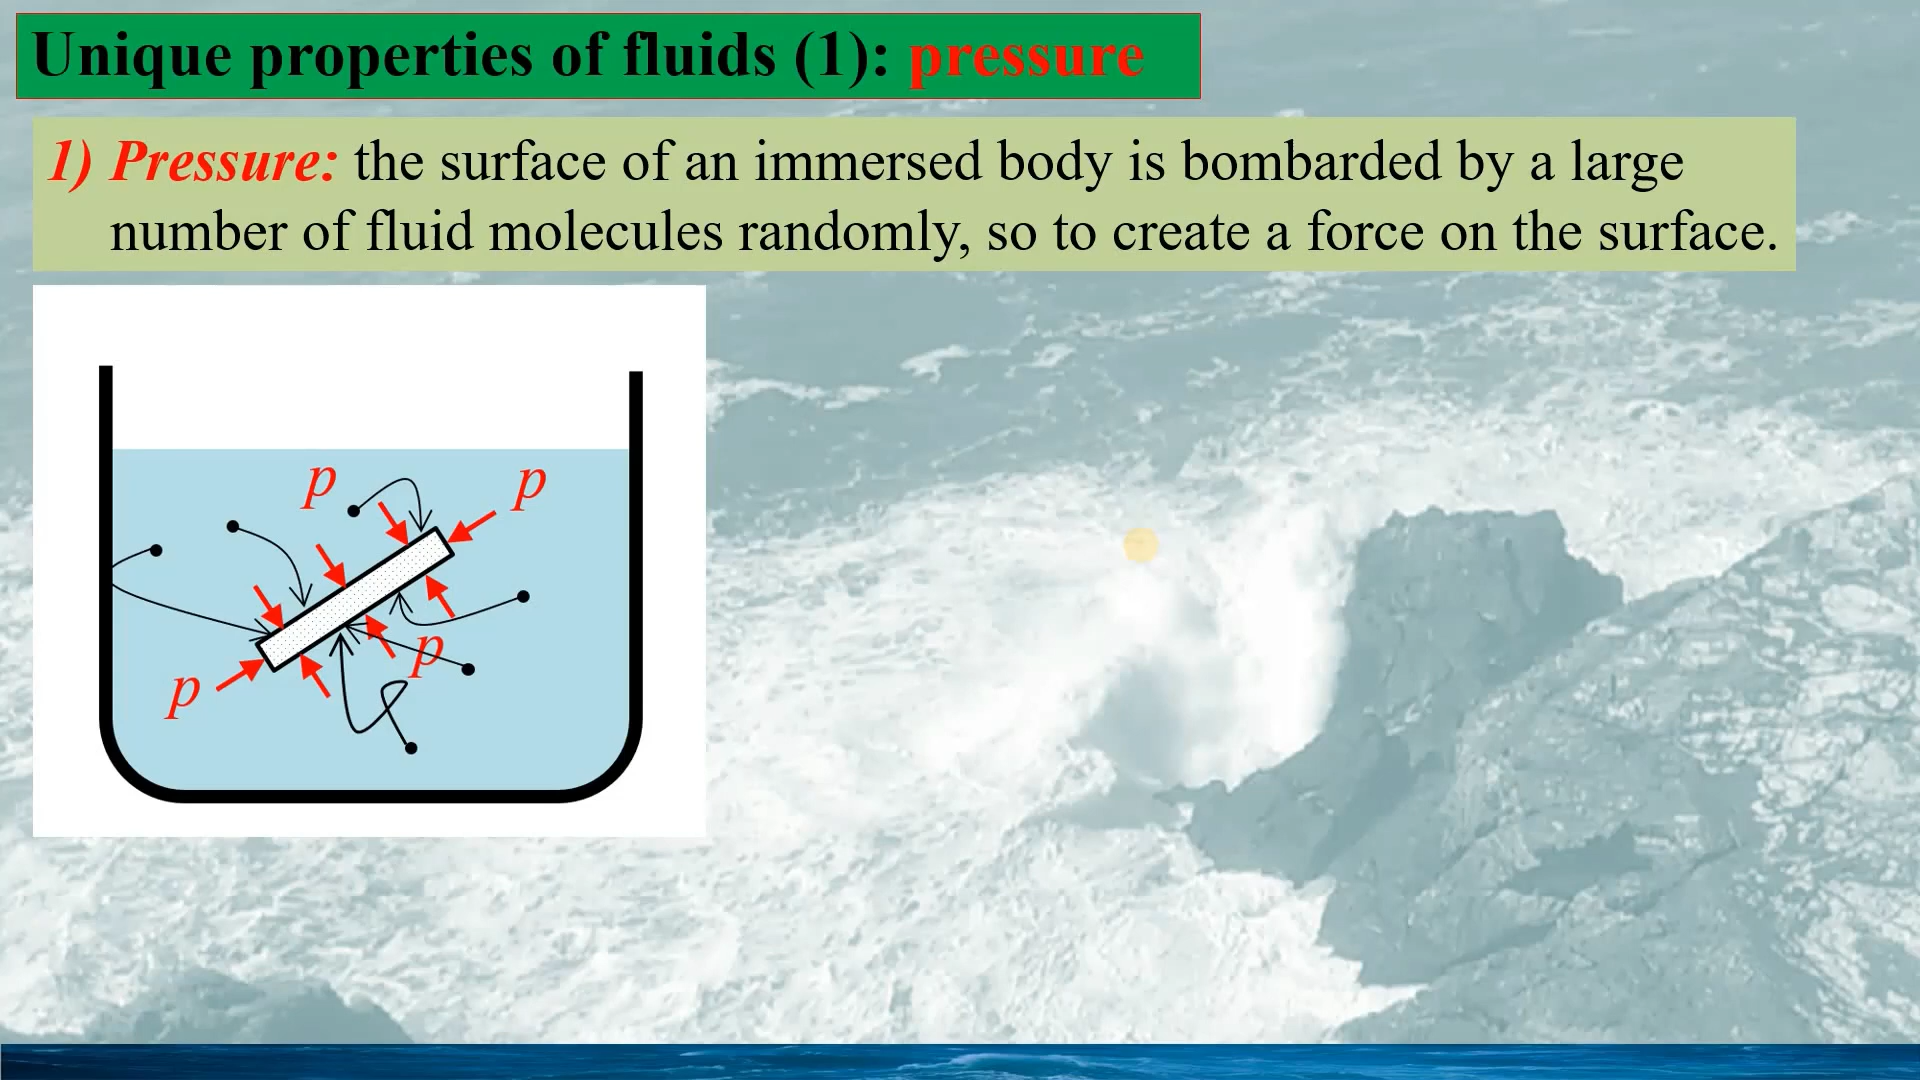 Unique properties of fluids (1): pressure
1) Pressure: the surface of an immersed body is bombarded by a large
number of fluid molecules randomly, so to create a force on the surface.
p
p
p
p